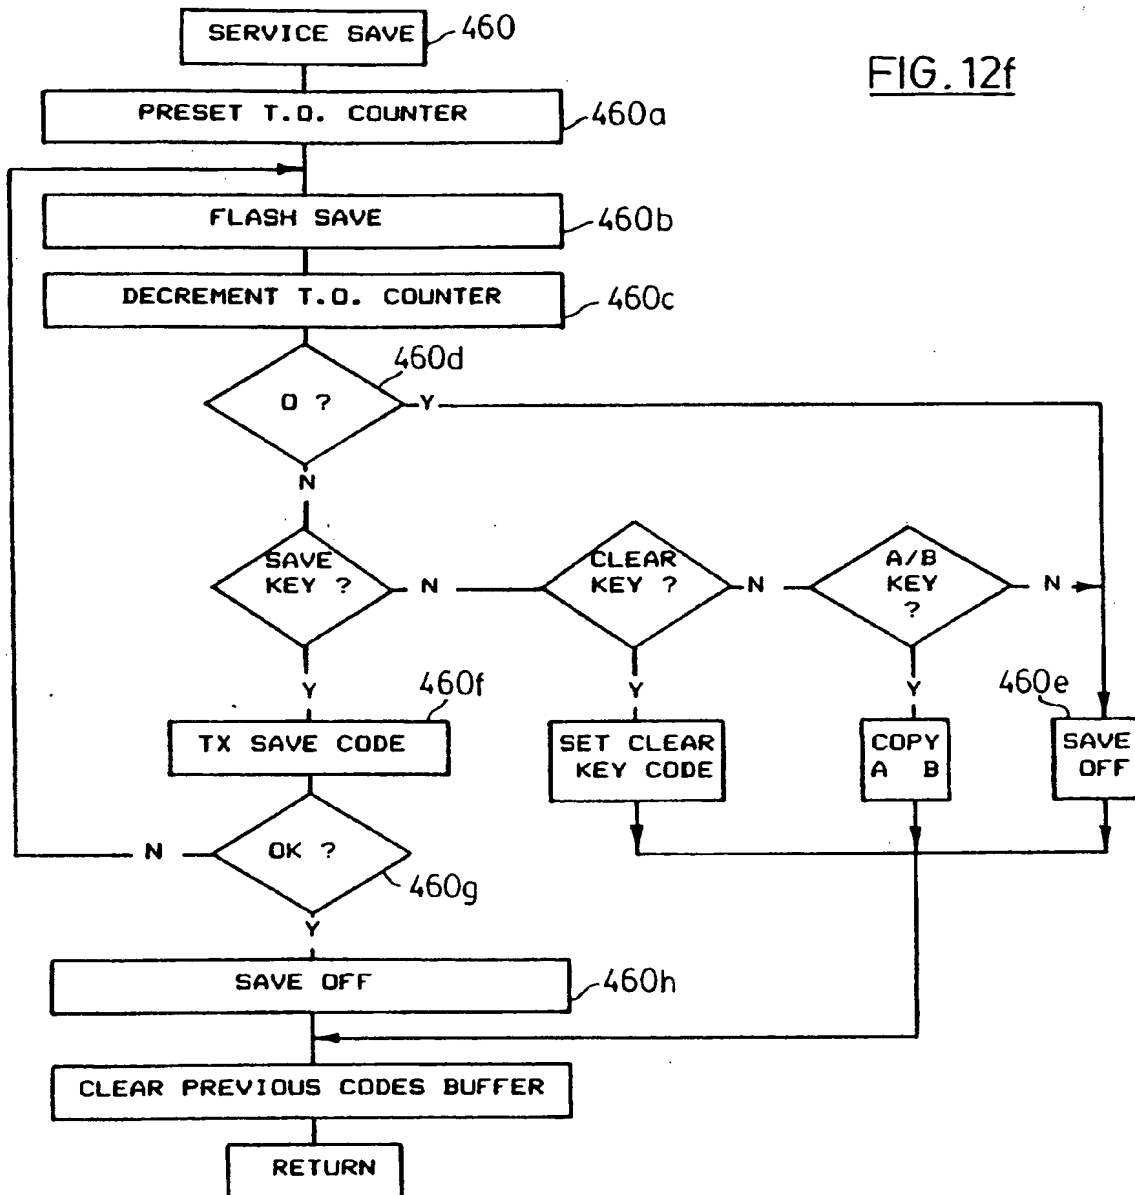 SERVICE SAVE
460
FIG. 12f
PRESET T.O. COUNTER
460a
FLASH SAVE
460b
DECREMENT T.O. COUNTER
460c
460d
0 ?
Y
N
SAVE
KEY ?
N
CLEAR
KEY ?
N
A/B
KEY
?
N
Y
460f
Y
Y
460e
TX SAVE CODE
SET CLEAR
KEY CODE
COPY
A B
SAVE
OFF
N
OK ?
460g
Y
SAVE OFF
460h
CLEAR PREVIOUS CODES BUFFER
RETURN